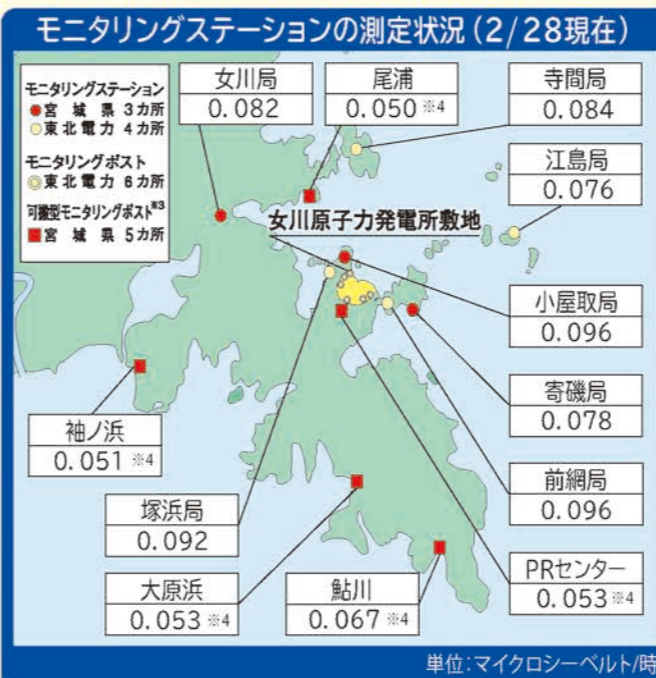 モニタリングステーションの測定状況(2/28現在)
モニタリングステーション
宮城県 3カ所
東北電力 4カ所
モニタリングポスト
東北電力 6カ所
可搬型モニタリングポスト※3
宮城県 5カ所
女川局
0.082
尾浦
0.050 ※4
寺間局
0.084
江島局
0.076
女川原子力発電所敷地
小屋取局
0.096
寄磯局
0.078
前網局
0.096
PRセンター
0.053 ※4
袖ノ浜
0.051 ※4
塚浜局
0.092
大原浜
0.053 ※4
鮎川
0.067 ※4
単位:マイクロシーベルト/時